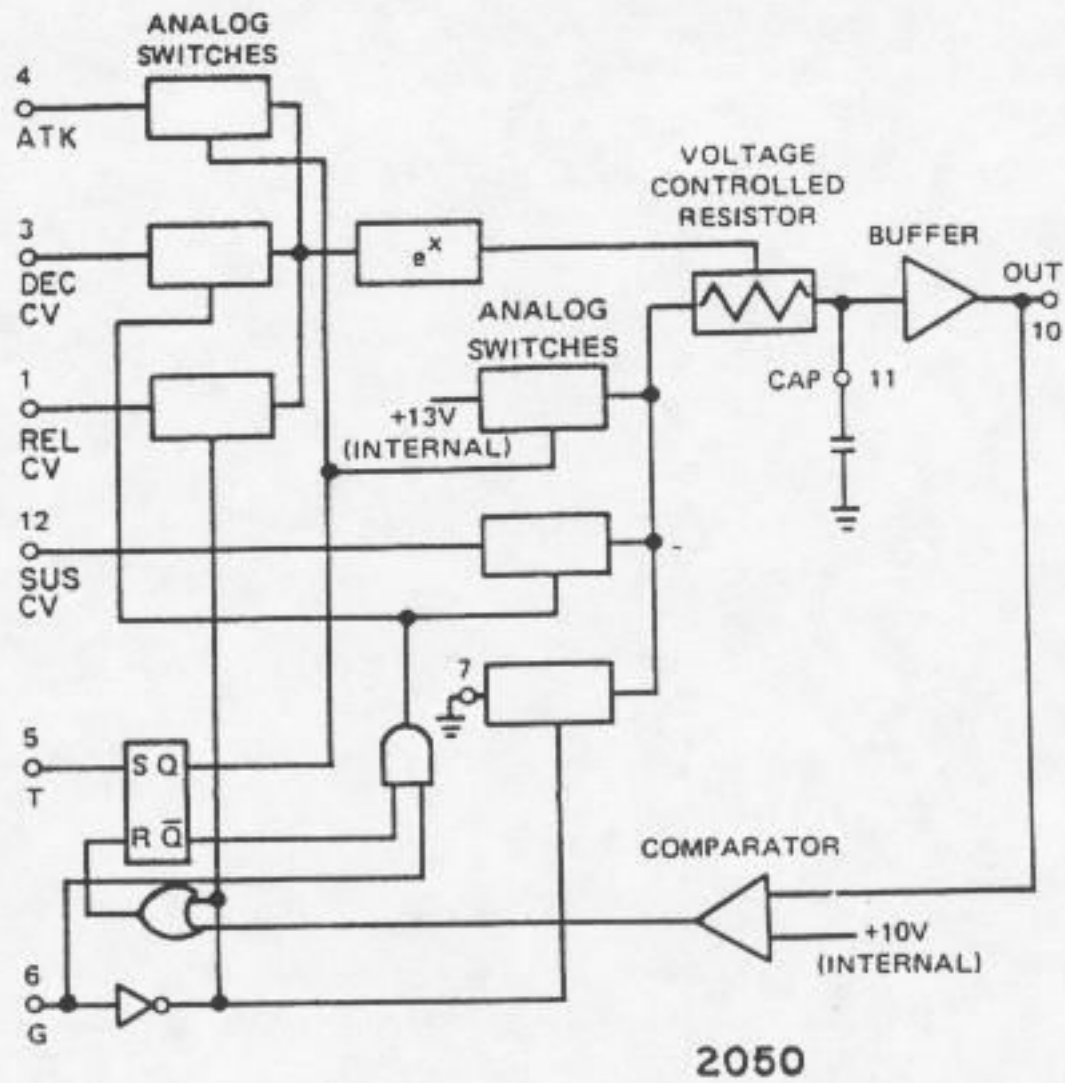 ANALOG
SWITCHES
4
ATK
3
DEC
CV
1
REL
CV
12
SUS
CV
5
T
6
G
e^x
VOLTAGE
CONTROLLED
RESISTOR
BUFFER
OUT
10
CAP
11
ANALOG
SWITCHES
+13V
(INTERNAL)
7
S Q
R Q̅
COMPARATOR
+10V
(INTERNAL)
2050